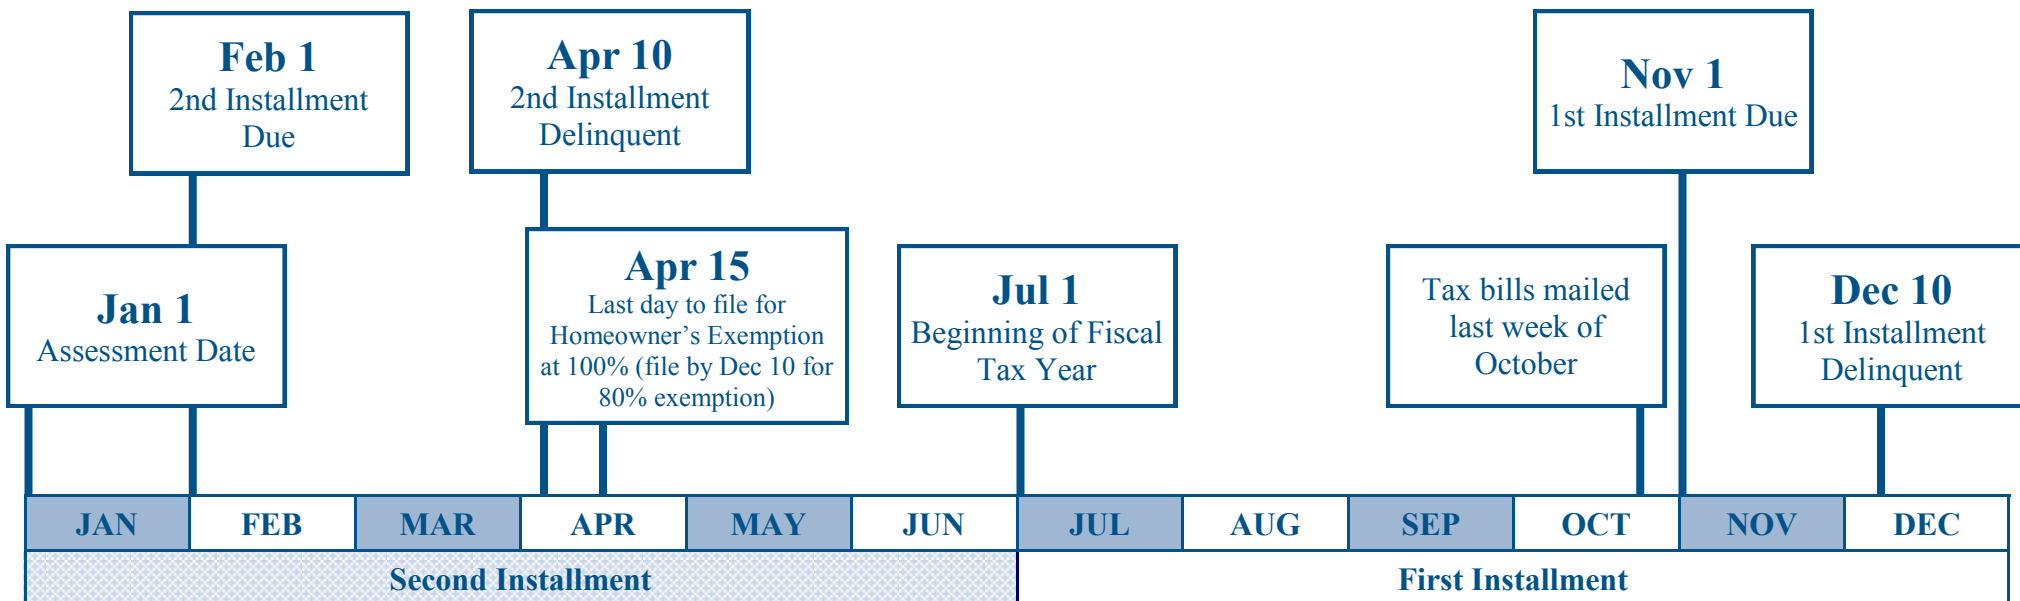 Feb 1
2nd Installment
Due
Apr 10
2nd Installment
Delinquent
Nov 1
1st Installment Due
Jan 1
Assessment Date
Apr 15
Last day to file for
Homeowner’s Exemption
at 100% (file by Dec 10 for
80% exemption)
Jul 1
Beginning of Fiscal
Tax Year
Tax bills mailed
last week of
October
Dec 10
1st Installment
Delinquent
JAN FEB MAR APR MAY JUN JUL AUG SEP OCT NOV DEC
Second Installment First Installment